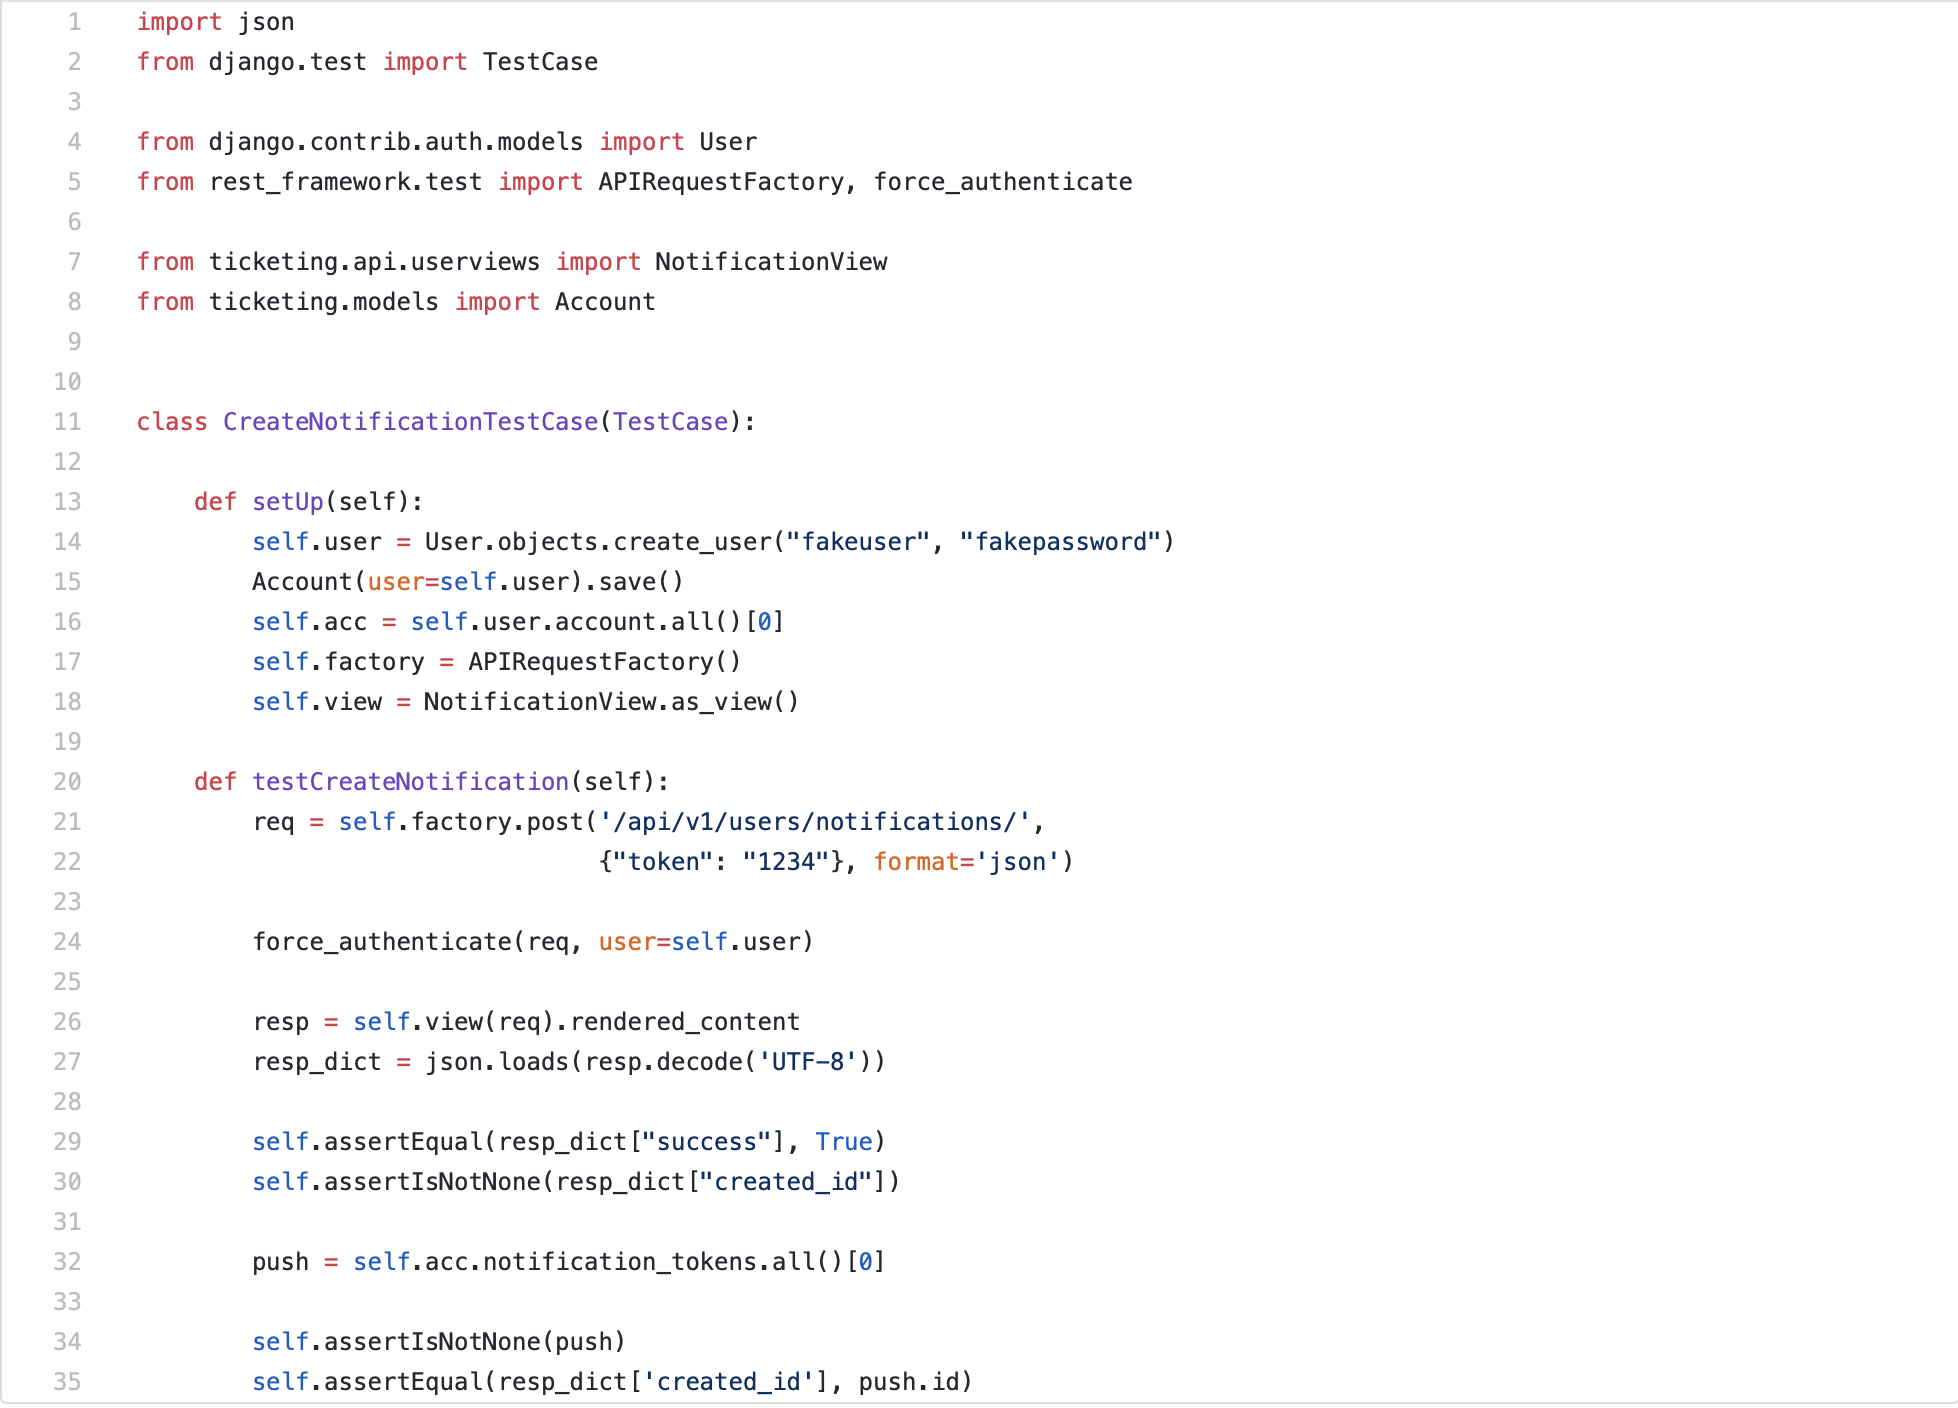 1 import json
2 from django.test import TestCase
3
4 from django.contrib.auth.models import User
5 from rest_framework.test import APIRequestFactory, force_authenticate
6
7 from ticketing.api.userviews import NotificationView
8 from ticketing.models import Account
9
10
11 class CreateNotificationTestCase(TestCase):
12
13     def setUp(self):
14         self.user = User.objects.create_user("fakeuser", "fakepassword")
15         Account(user=self.user).save()
16         self.acc = self.user.account.all()[0]
17         self.factory = APIRequestFactory()
18         self.view = NotificationView.as_view()
19
20     def testCreateNotification(self):
21         req = self.factory.post('/api/v1/users/notifications/',
22                                 {"token": "1234"}, format='json')
23
24         force_authenticate(req, user=self.user)
25
26         resp = self.view(req).rendered_content
27         resp_dict = json.loads(resp.decode('UTF-8'))
28
29         self.assertEqual(resp_dict["success"], True)
30         self.assertIsNotNone(resp_dict["created_id"])
31
32         push = self.acc.notification_tokens.all()[0]
33
34         self.assertIsNotNone(push)
35         self.assertEqual(resp_dict['created_id'], push.id)